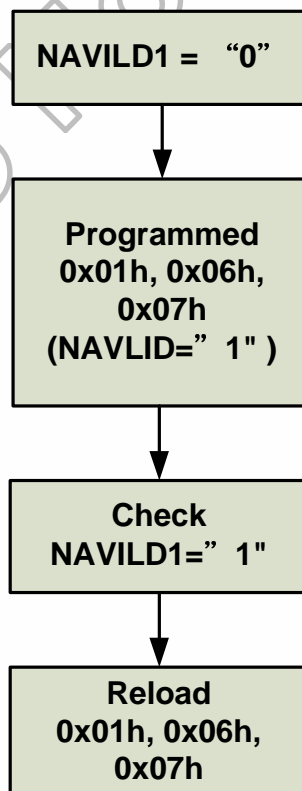 NAVILD1 = “0”
Programmed
0x01h, 0x06h,
0x07h
(NAVLID=”1" )
Check
NAVILD1=”1"
Reload
0x01h, 0x06h,
0x07h